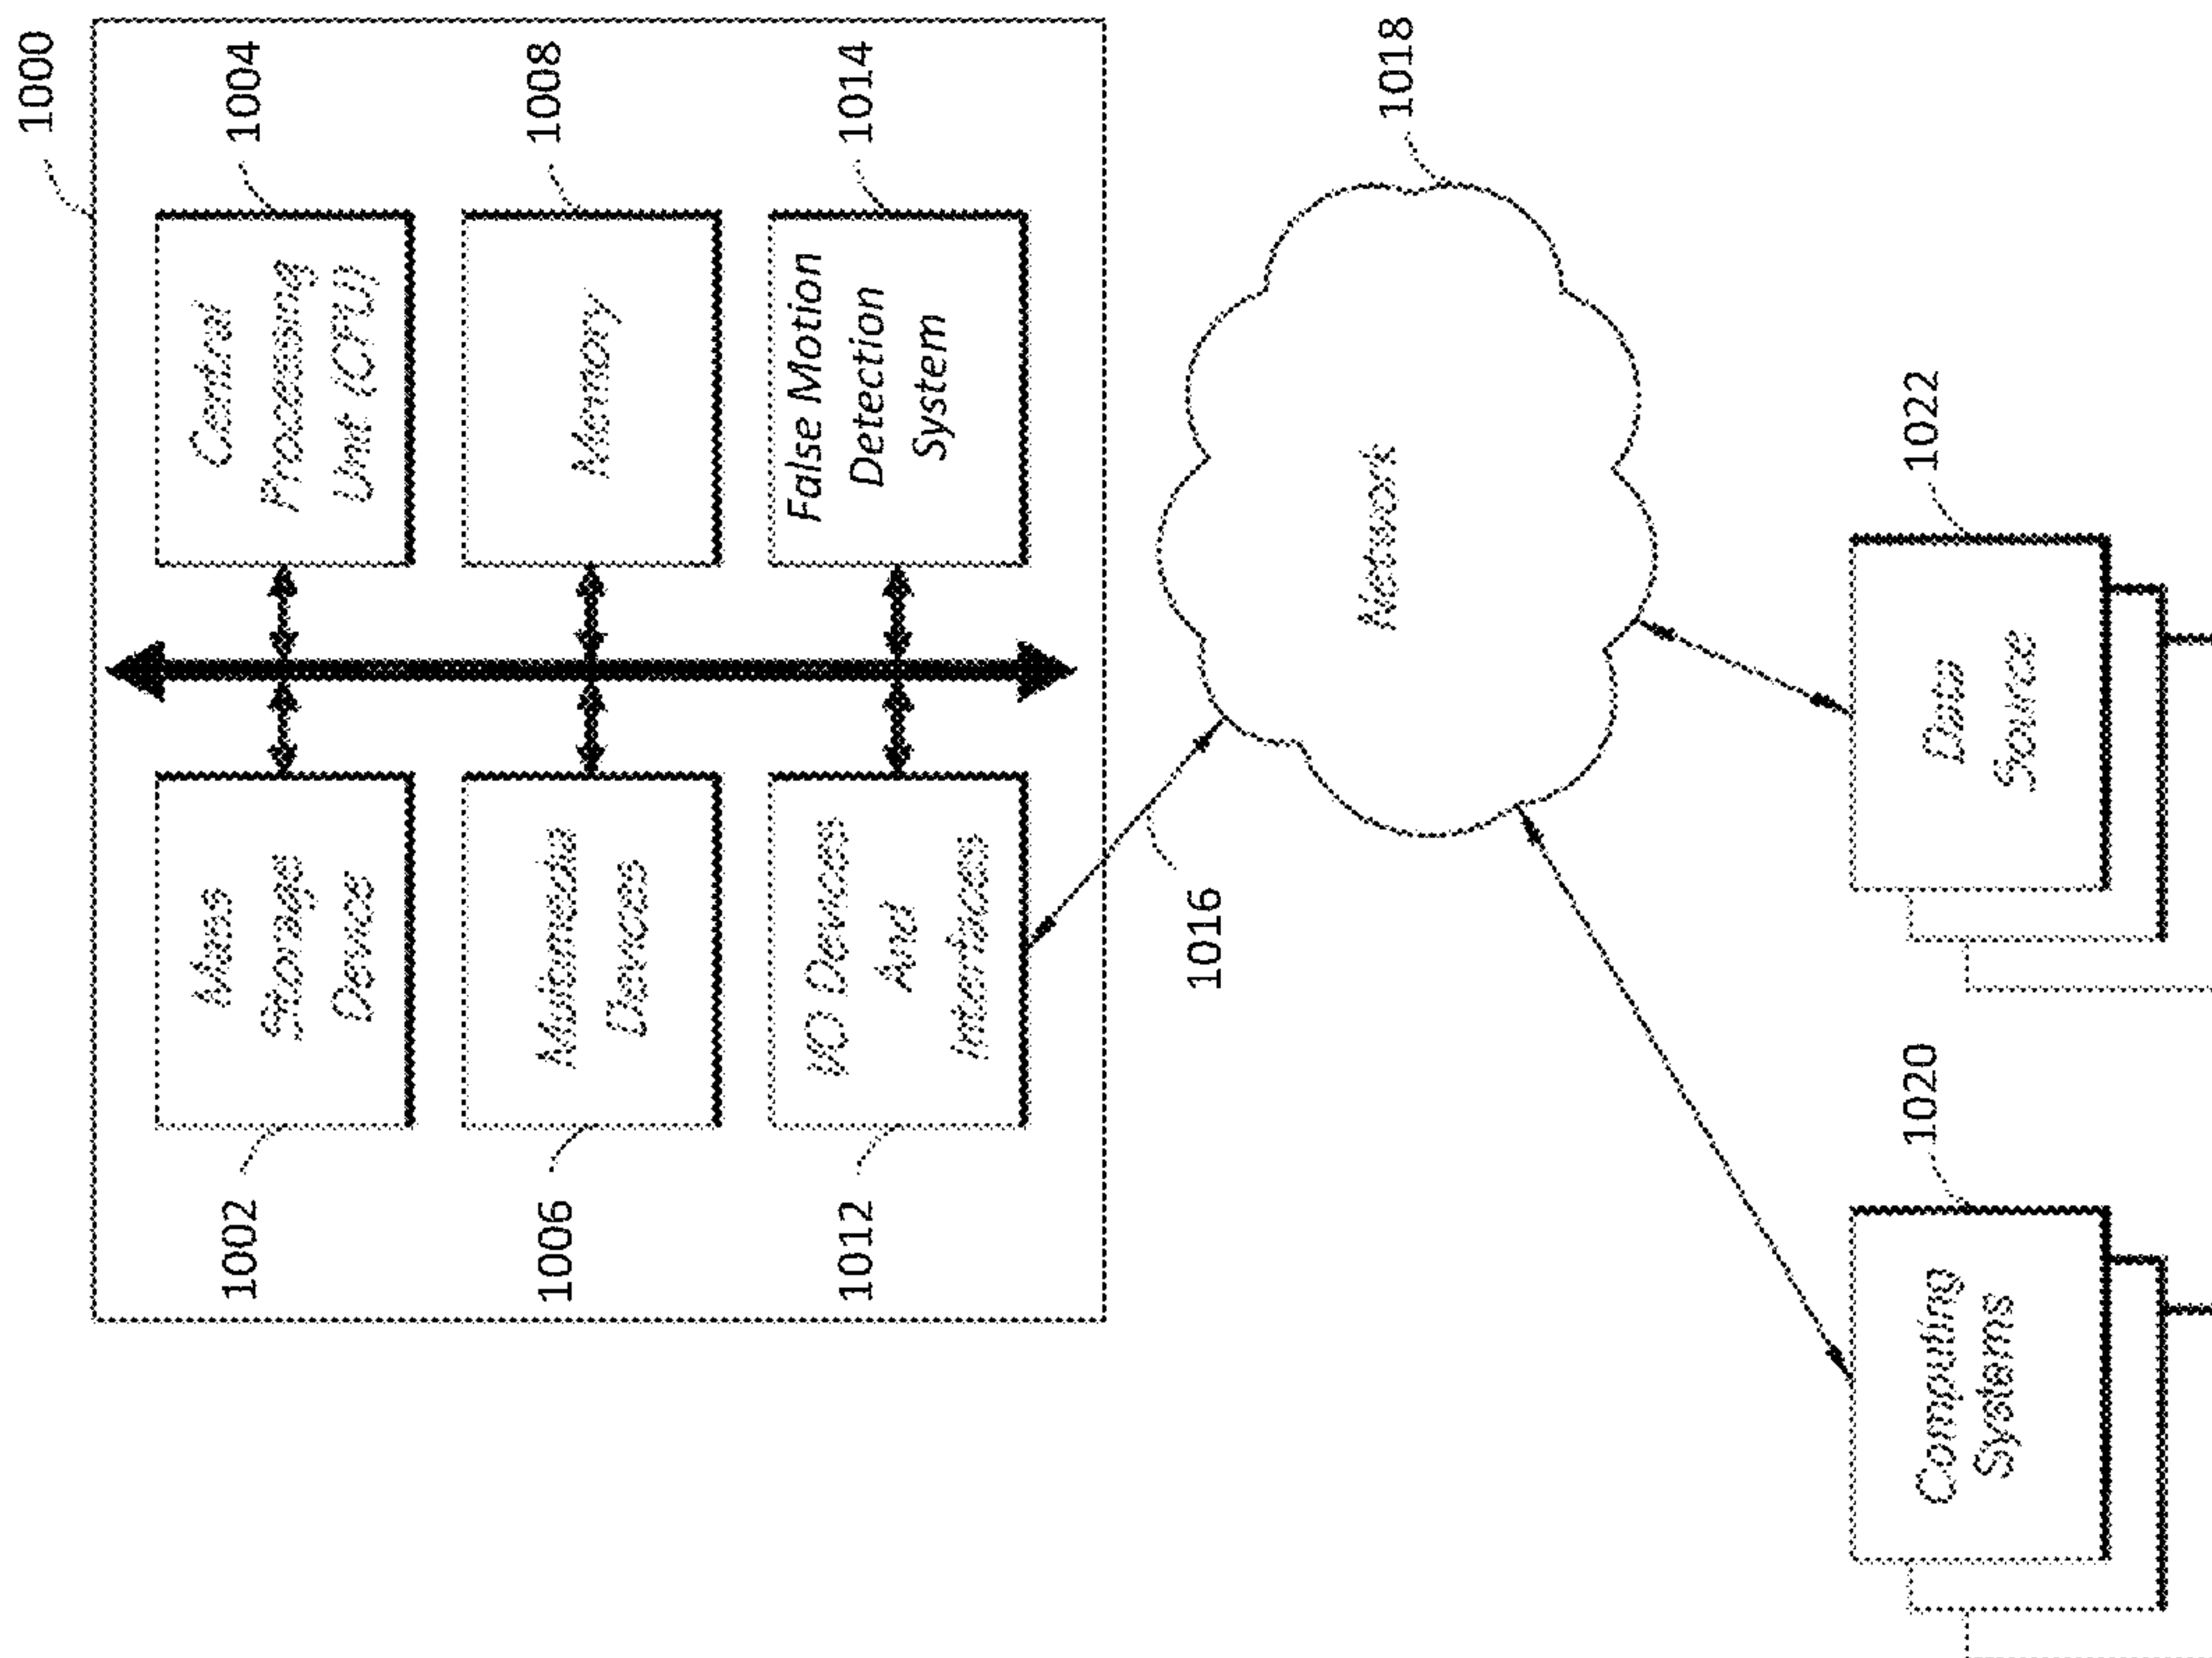 1000
1002
Mass
Storage
Device
Central
Processing
Unit (CPU)
1004
1006
Multimedia
Devices
Memory
1008
1012
I/O Devices
And
Interfaces
False Motion
Detection
System
1014
1016
Network
1018
1020
Computing
Systems
1022
Data
Source